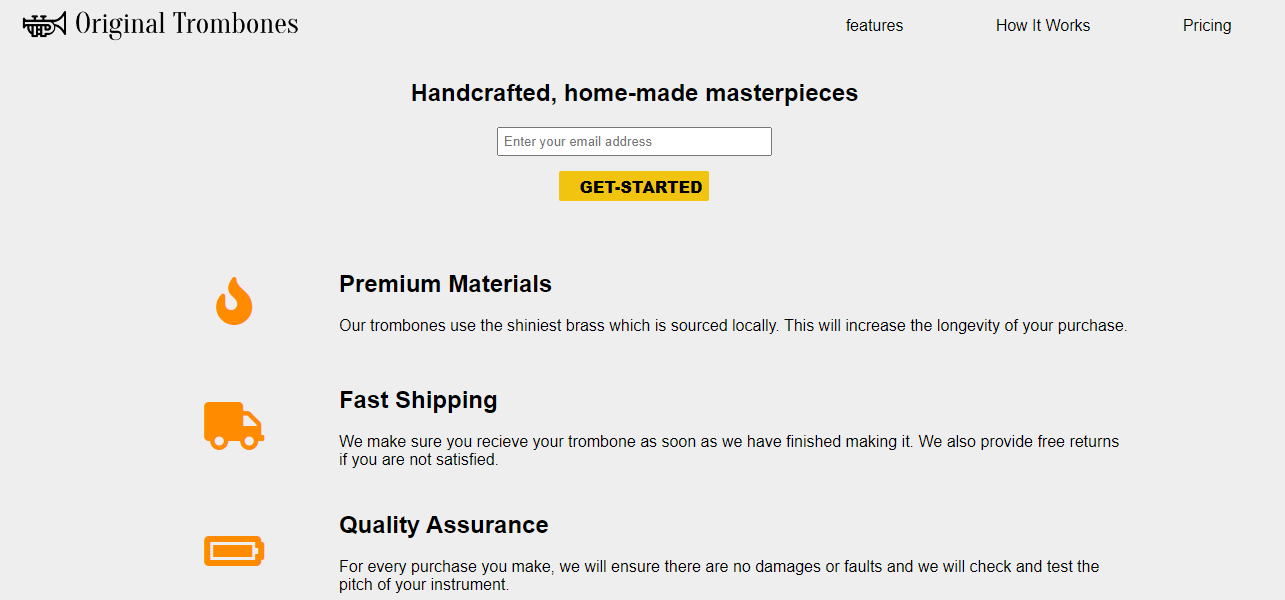 Original Trombones
features
How It Works
Pricing
Handcrafted, home-made masterpieces
Enter your email address
GET-STARTED
Premium Materials
Our trombones use the shiniest brass which is sourced locally. This will increase the longevity of your purchase.
Fast Shipping
We make sure you recieve your trombone as soon as we have finished making it. We also provide free returns
if you are not satisfied.
Quality Assurance
For every purchase you make, we will ensure there are no damages or faults and we will check and test the
pitch of your instrument.